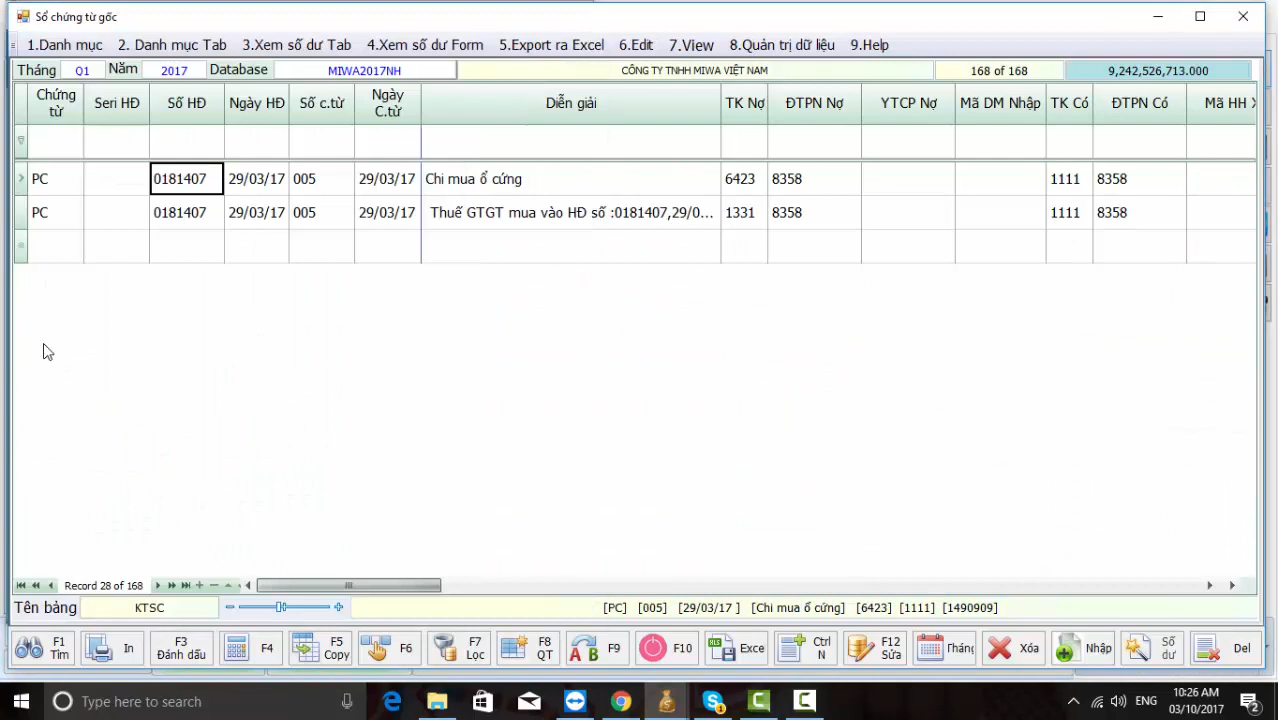 Sổ chứng từ gốc
1.Danh mục 2. Danh mục Tab 3.Xem số dư Tab 4.Xem số dư Form 5.Export ra Excel 6.Edit 7.View 8.Quản trị dữ liệu 9.Help
Tháng Q1 Năm 2017 Database MIWA2017NH CÔNG TY TNHH MIWA VIỆT NAM 168 of 168 9,242,526,713.000
Chứng từ Seri HĐ Số HĐ Ngày HĐ Số c.từ Ngày C.từ Diễn giải TK Nợ ĐTPN Nợ YTCP Nợ Mã DM Nhập TK Có ĐTPN Có Mã HH X
PC 0181407 29/03/17 005 29/03/17 Chi mua ổ cứng 6423 8358 1111 8358
PC 0181407 29/03/17 005 29/03/17 Thuế GTGT mua vào HĐ số :0181407,29/0... 1331 8358 1111 8358
Record 28 of 168
Tên bảng KTSC [PC] [005] [29/03/17 ] [Chi mua ổ cứng] [6423] [1111] [1490909]
F1 Tìm In F3 Đánh dấu F4 F5 Copy F6 F7 Lọc F8 QT F9 F10 Exce Ctrl N F12 Sửa Tháng Xóa Nhập Số dư Del
Type here to search ENG 10:26 AM
03/10/2017